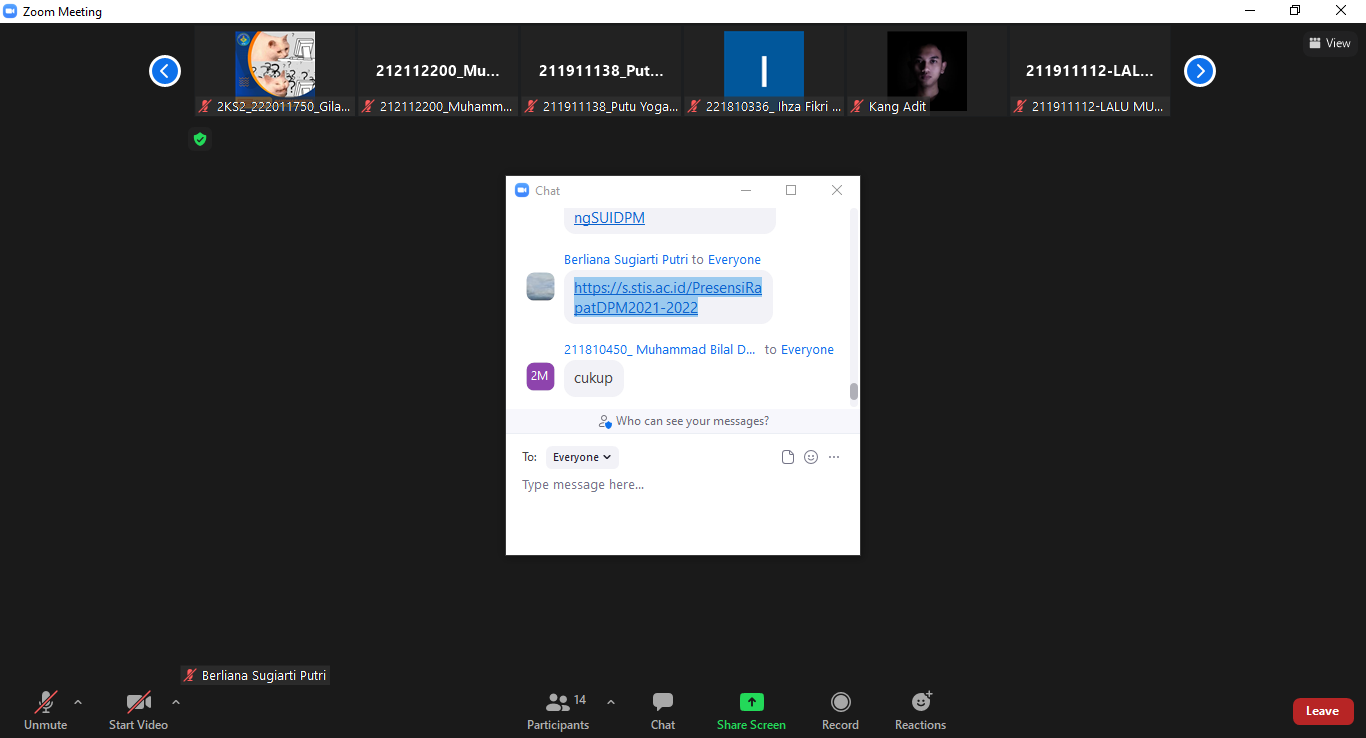 Zoom Meeting
View
212112200_Mu...
211911138_Put...
I
211911112-LAL...
2KS2_222011750_Gila...
212112200_Muhamm...
211911138_Putu Yoga...
221810336_ Ihza Fikri ...
Kang Adit
211911112-LALU MU...
Chat
ngSUIDPM
Berliana Sugiarti Putri to Everyone
https://s.stis.ac.id/PresensiRa
patDPM2021-2022
211810450_ Muhammad Bilal D... to Everyone
2M
cukup
Who can see your messages?
To: Everyone
Type message here...
Berliana Sugiarti Putri
Unmute
Start Video
Participants
14
Chat
Share Screen
Record
Reactions
Leave